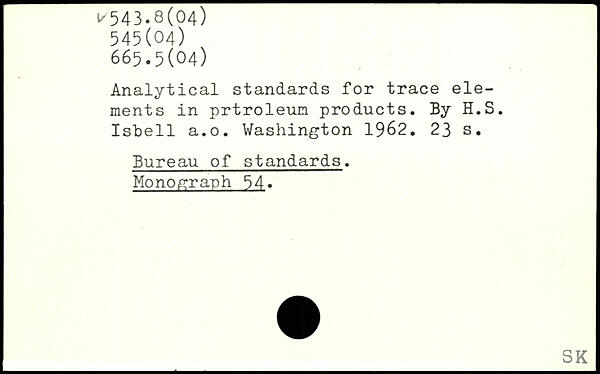 √543.8(04)
545(04)
665.5(04)
Analytical standards for trace ele-
ments in prtroleum products. By H.S.
Isbell a.o. Washington 1962. 23 s.
Bureau of standards.
Monograph 54.
SK